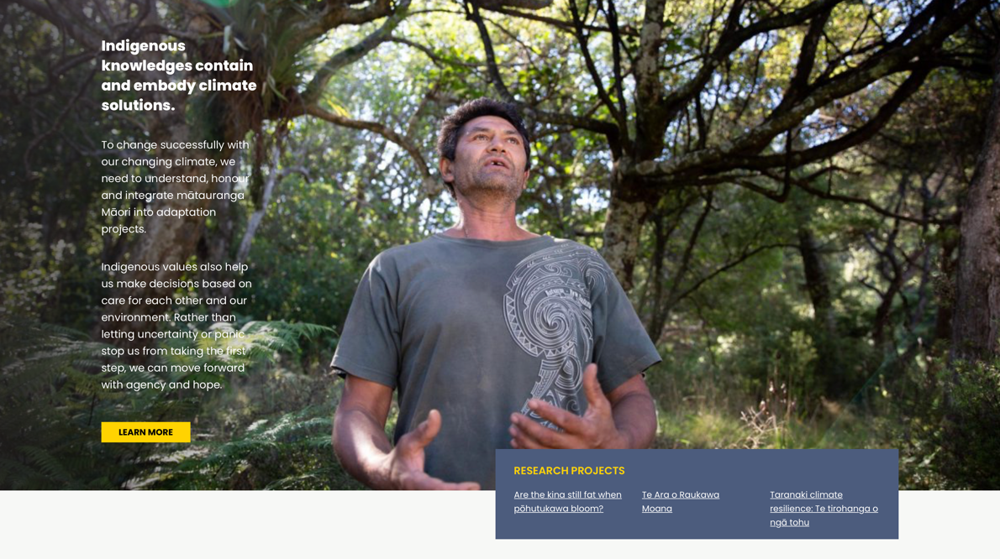 Indigenous
knowledges contain
and embody climate
solutions.
To change successfully with
our changing climate, we
need to understand, honour
and integrate mātauranga
Māori into adaptation
projects.
Indigenous values also help
us make decisions based on
care for each other and our
environment. Rather than
letting uncertainty or panic
stop us from taking the first
step, we can move forward
with agency and hope.
LEARN MORE
RESEARCH PROJECTS
Are the kina still fat when
pōhutukawa bloom?
Te Ara o Raukawa
Moana
Taranaki climate
resilience: Te tirohanga o
ngā tohu